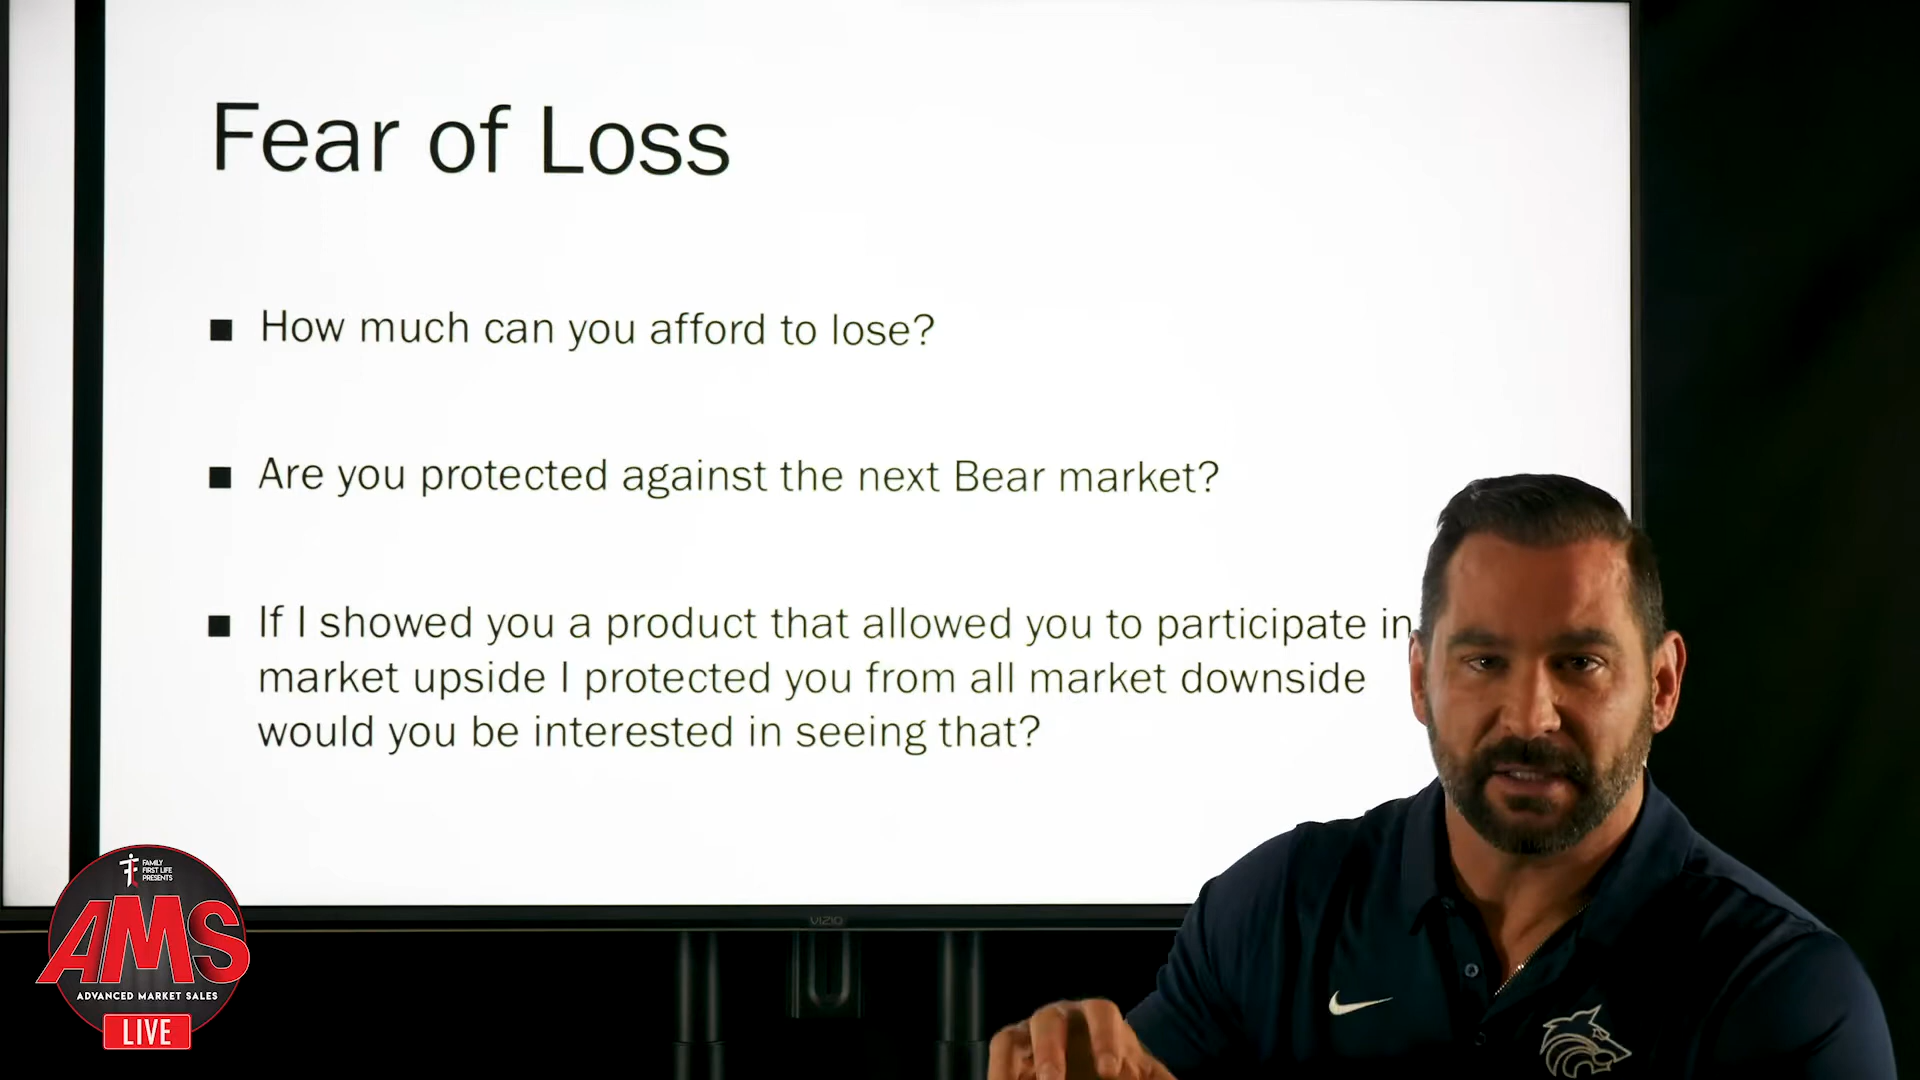 Fear of Loss
How much can you afford to lose?
Are you protected against the next Bear market?
If I showed you a product that allowed you to participate in
market upside I protected you from all market downside
would you be interested in seeing that?
VIZIO
FAMILY
FIRST LIFE
PRESENTS
AMS
ADVANCED MARKET SALES
LIVE